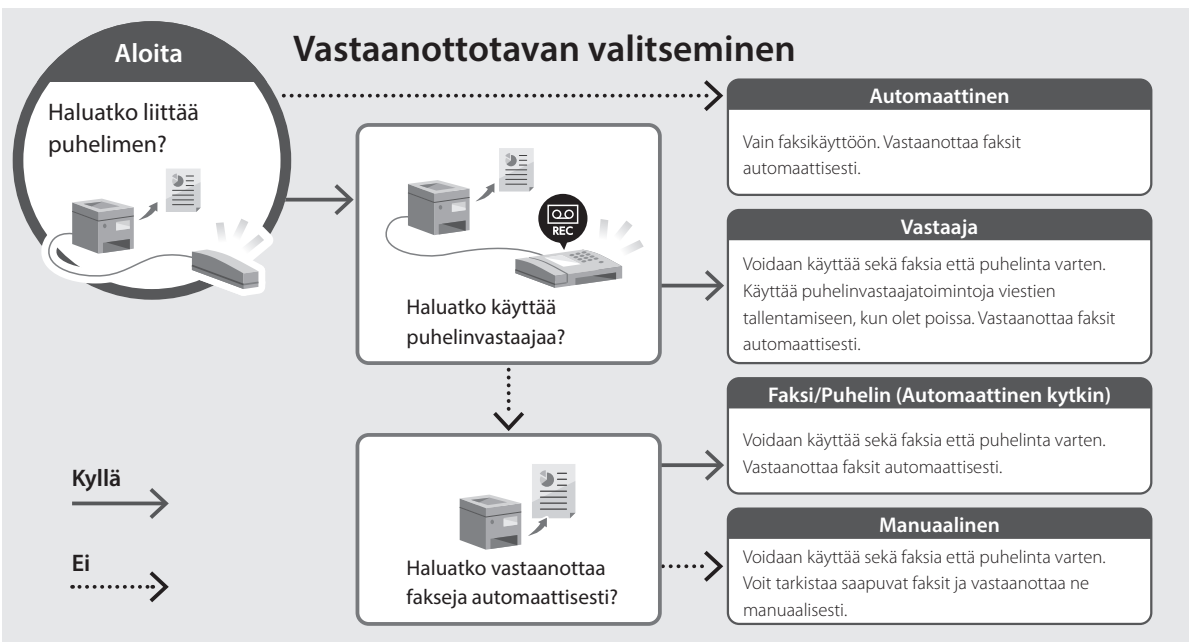 Vastaanottotavan valitseminen
Aloita
Haluatko liittää
puhelimen?
REC
Haluatko käyttää
puhelinvastaajaa?
Haluatko vastaanottaa
fakseja automaattisesti?
Automaattinen
Vain faksikäyttöön. Vastaanottaa faksit
automaattisesti.
Vastaaja
Voidaan käyttää sekä faksia että puhelinta varten.
Käyttää puhelinvastaajatoimintoja viestien
tallentamiseen, kun olet poissa. Vastaanottaa faksit
automaattisesti.
Faksi/Puhelin (Automaattinen kytkin)
Voidaan käyttää sekä faksia että puhelinta varten.
Vastaanottaa faksit automaattisesti.
Manuaalinen
Voidaan käyttää sekä faksia että puhelinta varten.
Voit tarkistaa saapuvat faksit ja vastaanottaa ne
manuaalisesti.
Kyllä
Ei